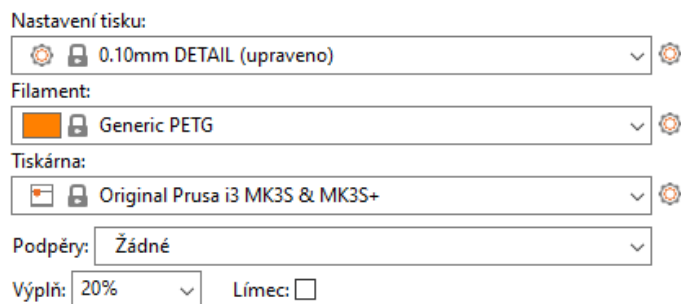 Nastavení tisku:
0.10mm DETAIL (upraveno)
Filament:
Generic PETG
Tiskárna:
Original Prusa i3 MK3S & MK3S+
Podpěry: Žádné
Výplň: 20% Límec: